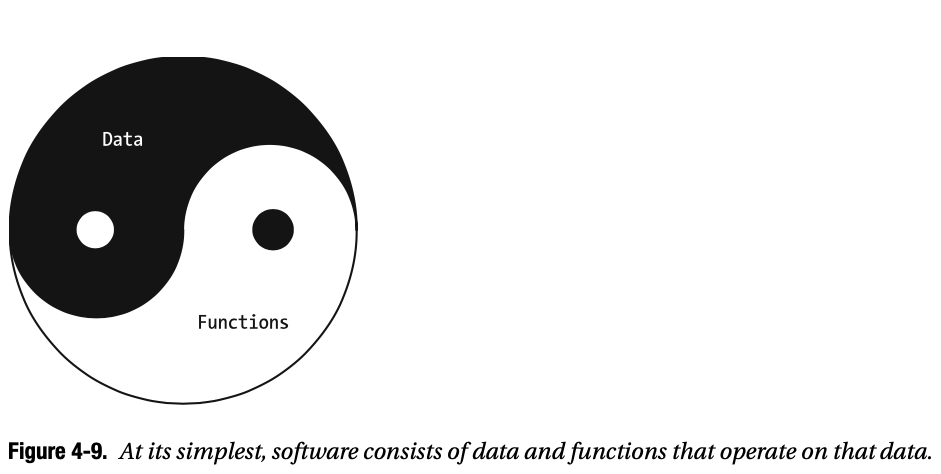 Data
Functions
Figure 4-9. At its simplest, software consists of data and functions that operate on that data.